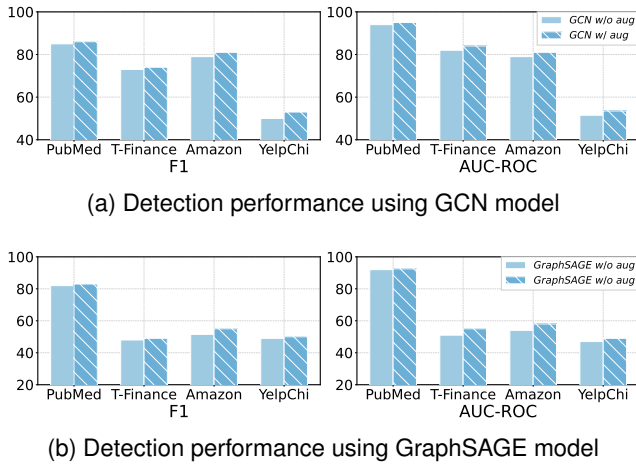 100
80
60
40
PubMed T-Finance Amazon YelpChi
F1
100
80
60
40
GCN w/o aug
GCN w/ aug
PubMed T-Finance Amazon YelpChi
AUC-ROC
(a) Detection performance using GCN model
100
80
60
40
20
PubMed T-Finance Amazon YelpChi
F1
100
80
60
40
20
GraphSAGE w/o aug
GraphSAGE w/o aug
PubMed T-Finance Amazon YelpChi
AUC-ROC
(b) Detection performance using GraphSAGE model